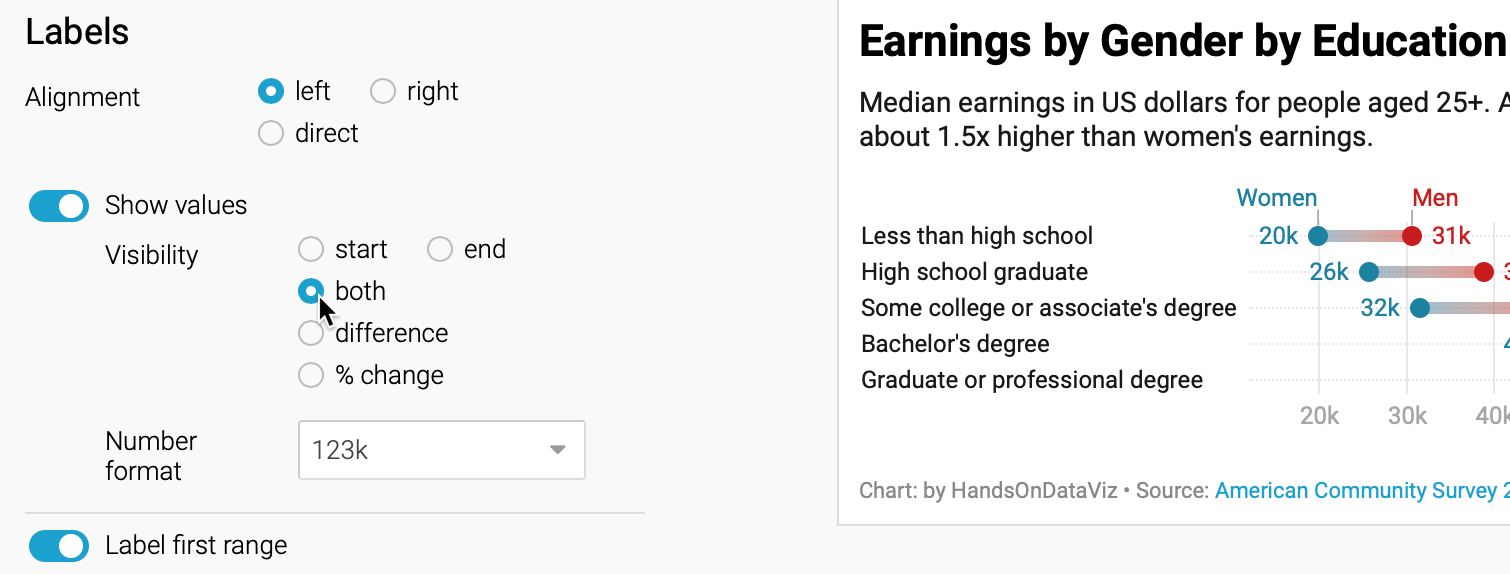 Labels
Alignment
left
right
direct
Show values
Visibility
start
end
both
difference
% change
Number
format
123k
Label first range
Earnings by Gender by Education
Median earnings in US dollars for people aged 25+. A
about 1.5x higher than women's earnings.
Women
Men
Less than high school
20k
31k
High school graduate
26k
3
Some college or associate's degree
32k
Bachelor's degree
4
Graduate or professional degree
20k
30k
40k
Chart: by HandsOnDataViz • Source: American Community Survey 2